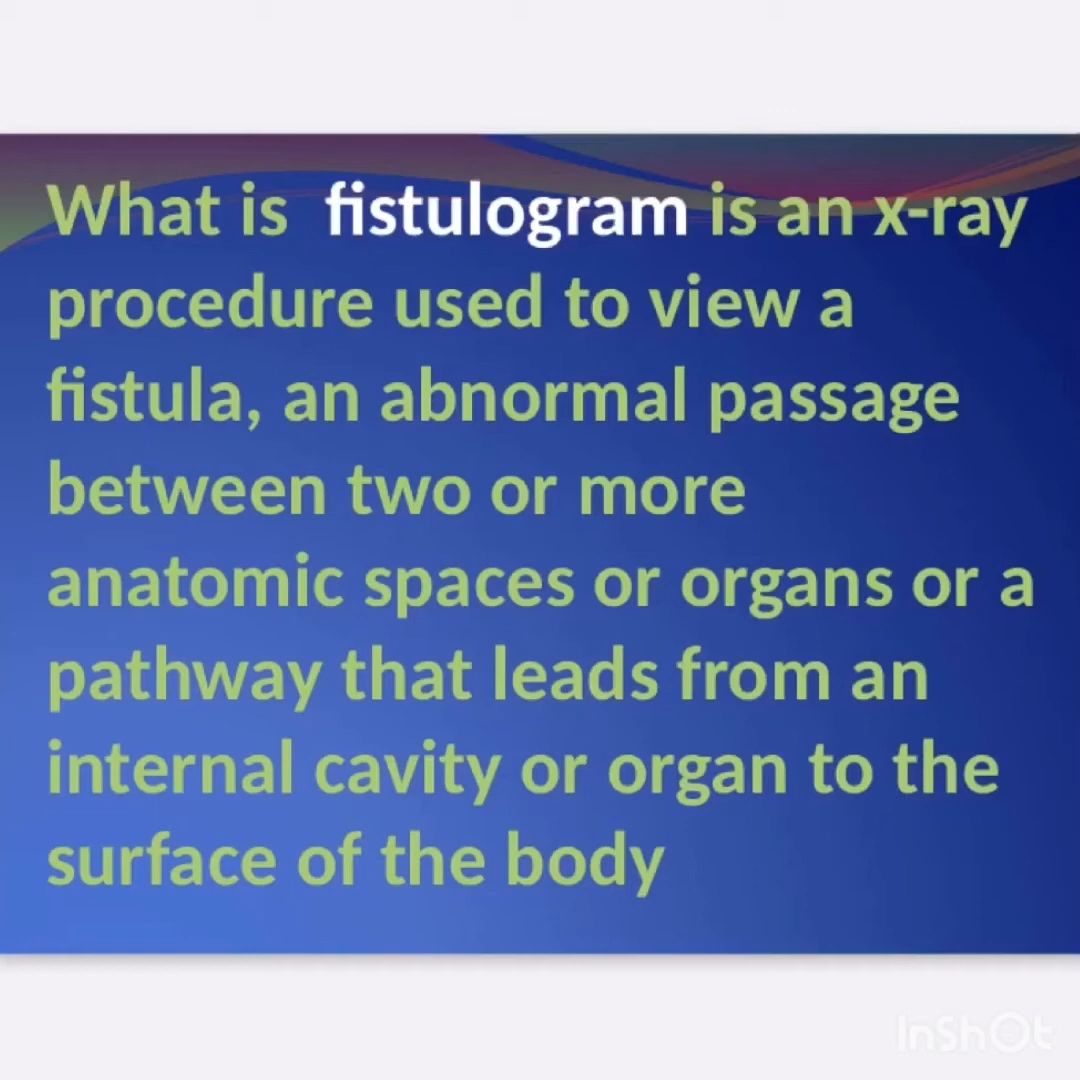 What is fistulogram is an x-ray
procedure used to view a
fistula, an abnormal passage
between two or more
anatomic spaces or organs or a
pathway that leads from an
internal cavity or organ to the
surface of the body
InShOt